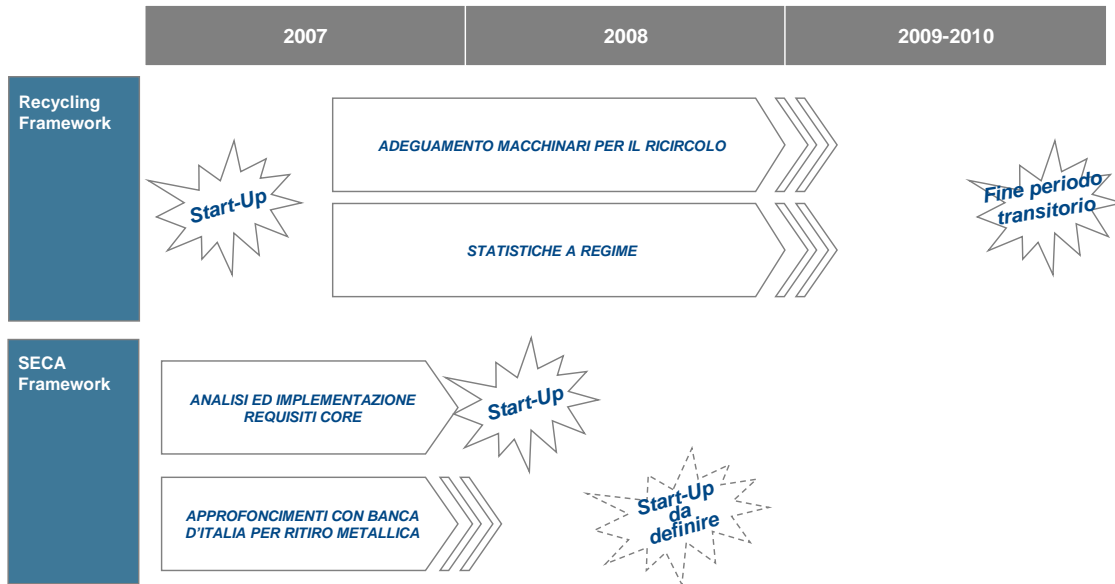 2007
2008
2009-2010
Recycling
Framework
ADEGUAMENTO MACCHINARI PER IL RICIRCOLO
Start-Up
Fine periodo
transitorio
STATISTICHE A REGIME
SECA
Framework
ANALISI ED IMPLEMENTAZIONE
REQUISITI CORE
Start-Up
APPROFONCIMENTI CON BANCA
D'ITALIA PER RITIRO METALLICA
Start-Up
da
definire